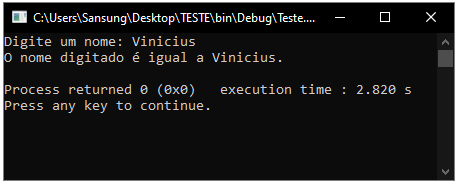 C:\Users\Sansung\Desktop\TESTE\bin\Debug\Teste....
Digite um nome: Vinicius
O nome digitado é igual a Vinicius.
Process returned 0 (0x0)   execution time : 2.820 s
Press any key to continue.